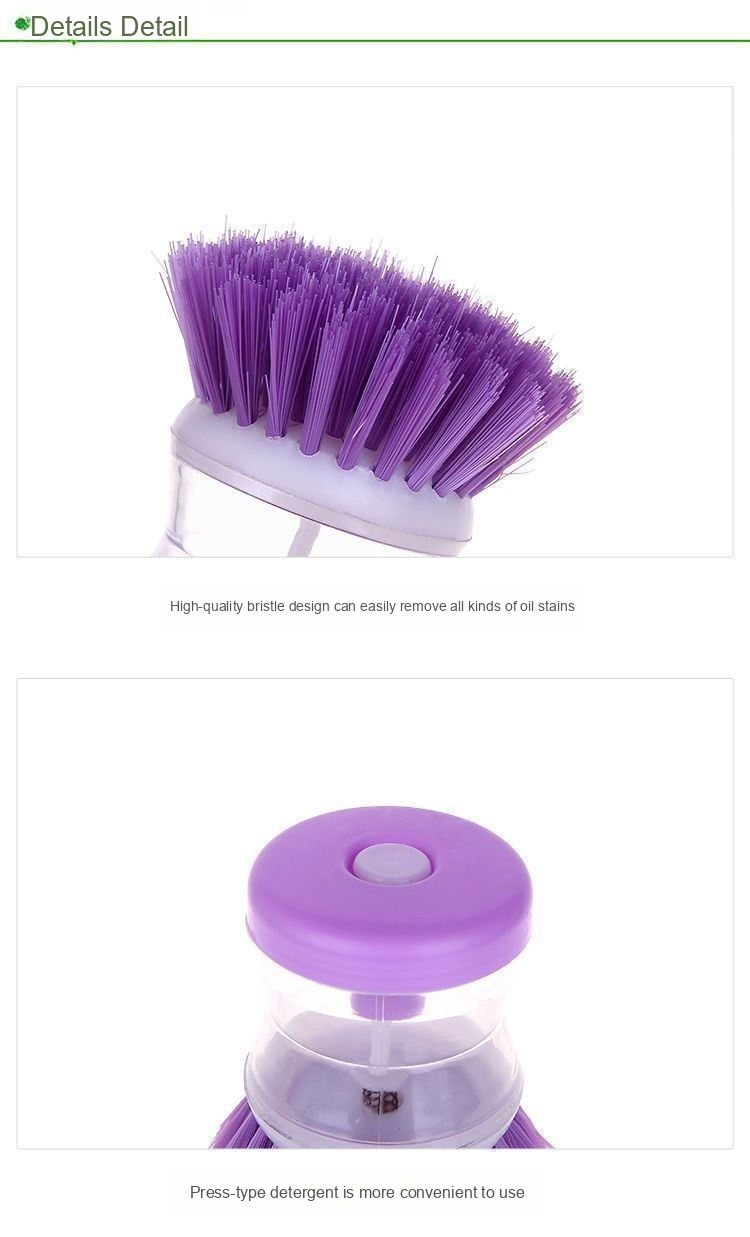 Details Detail
High-quality bristle design can easily remove all kinds of oil stains
Press-type detergent is more convenient to use